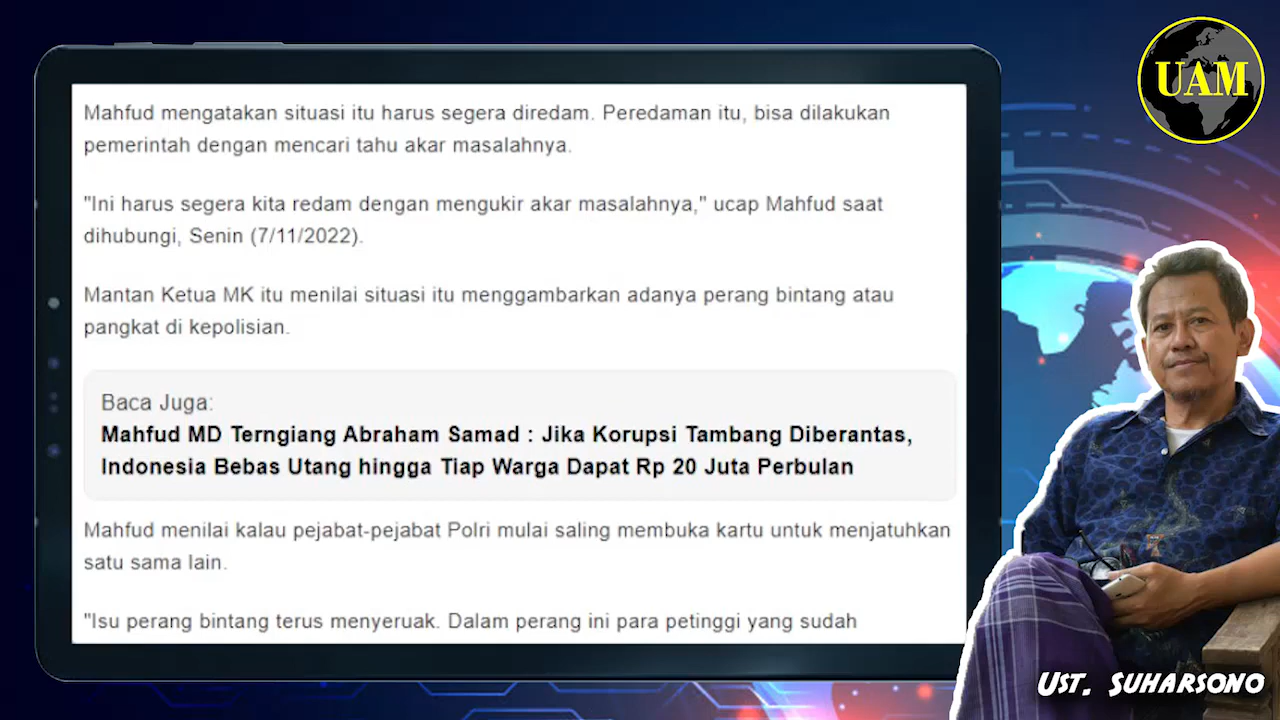 Mahfud mengatakan situasi itu harus segera diredam. Peredaman itu, bisa dilakukan
pemerintah dengan mencari tahu akar masalahnya.
"Ini harus segera kita redam dengan mengukir akar masalahnya," ucap Mahfud saat
dihubungi, Senin (7/11/2022).
Mantan Ketua MK itu menilai situasi itu menggambarkan adanya perang bintang atau
pangkat di kepolisian.
Baca Juga:
Mahfud MD Terngiang Abraham Samad : Jika Korupsi Tambang Diberantas,
Indonesia Bebas Utang hingga Tiap Warga Dapat Rp 20 Juta Perbulan
Mahfud menilai kalau pejabat-pejabat Polri mulai saling membuka kartu untuk menjatuhkan
satu sama lain.
"Isu perang bintang terus menyeruak. Dalam perang ini para petinggi yang sudah
UAM
UST. SUHARSONO